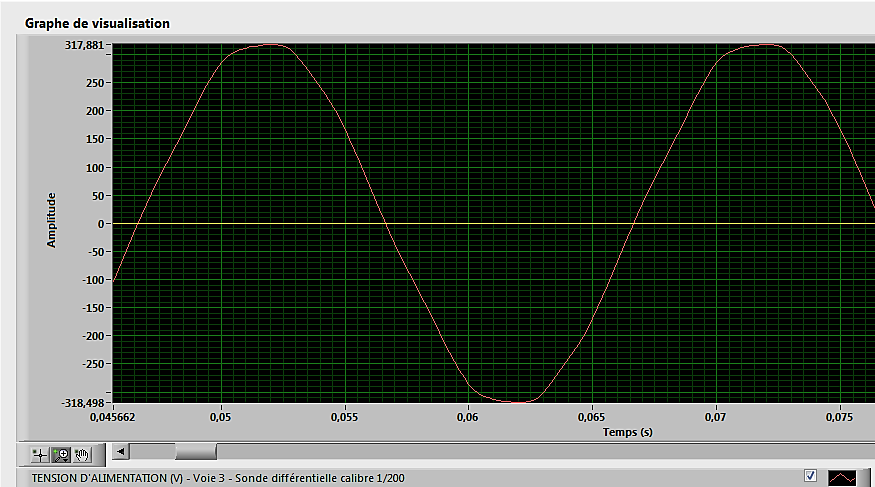 Graphe de visualisation
317,881
250
200
150
100
50
0
-50
-100
-150
-200
-250
-318,498
Amplitude
0,045662 0,05 0,055 0,06 0,065 0,07 0,075
Temps (s)
TENSION D'ALIMENTATION (V) - Voie 3 - Sonde différentielle calibre 1/200